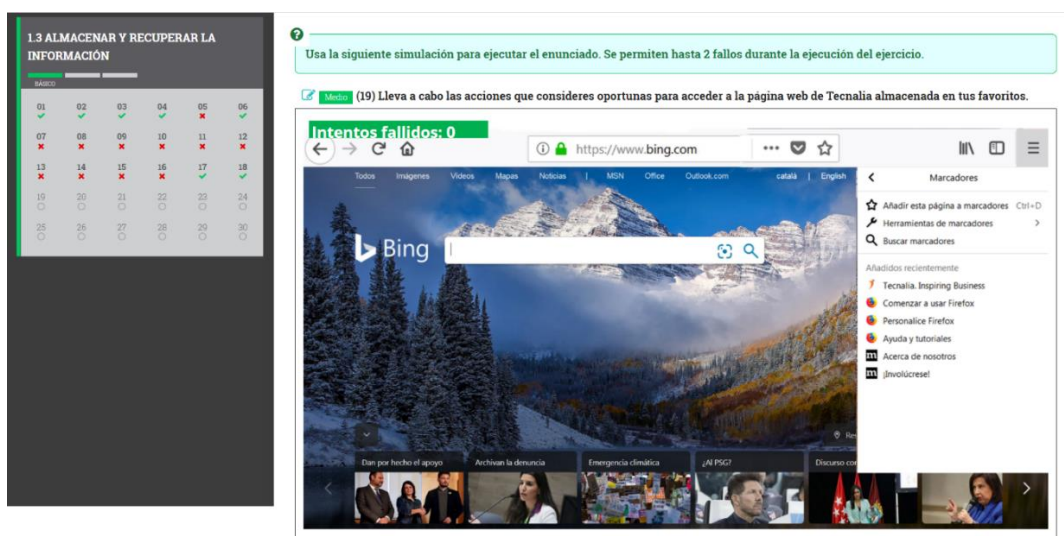 1.3 ALMACENAR Y RECUPERAR LA
INFORMACIÓN
BÁSICO
01 02 03 04 05 06
07 08 09 10 11 12
13 14 15 16 17 18
19 20 21 22 23 24
25 26 27 28 29 30
Usa la siguiente simulación para ejecutar el enunciado. Se permiten hasta 2 fallos durante la ejecución del ejercicio.
Medio (19) Lleva a cabo las acciones que consideres oportunas para acceder a la página web de Tecnalia almacenada en tus favoritos.
Intentos fallidos: 0
https://www.bing.com
Todos Imágenes Vídeos Mapas Noticias | MSN Office Outlook.com català | English
Bing
Marcadores
Añadir esta página a marcadores Ctrl+D
Herramientas de marcadores
Buscar marcadores
Añadidos recientemente
Tecnalia. Inspiring Business
Comenzar a usar Firefox
Personalice Firefox
Ayuda y tutoriales
m Acerca de nosotros
m ¡Involúcrese!
Dan por hecho el apoyo Archivan la denuncia Emergencia climática ¿Al PSG? Discurso con